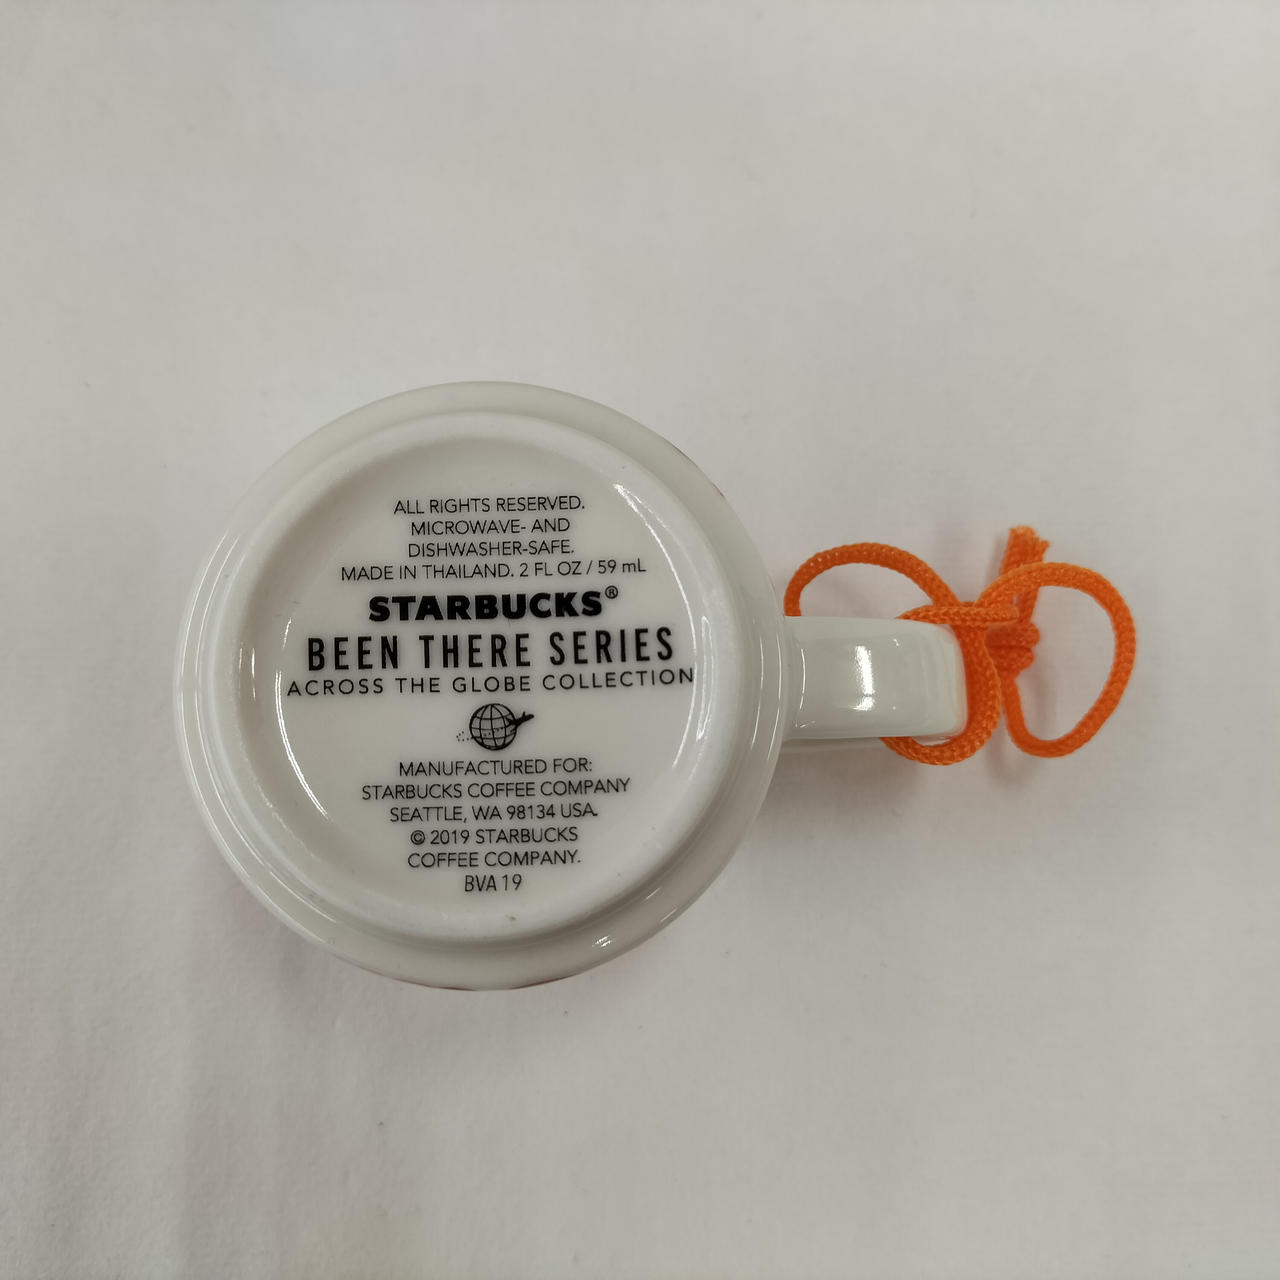 ALL RIGHTS RESERVED.
MICROWAVE- AND
DISHWASHER-SAFE.
MADE IN THAILAND. 2 FL OZ / 59 mL
STARBUCKS®
BEEN THERE SERIES
ACROSS THE GLOBE COLLECTION
MANUFACTURED FOR:
STARBUCKS COFFEE COMPANY
SEATTLE, WA 98134 USA.
© 2019 STARBUCKS
COFFEE COMPANY.
BVA 19